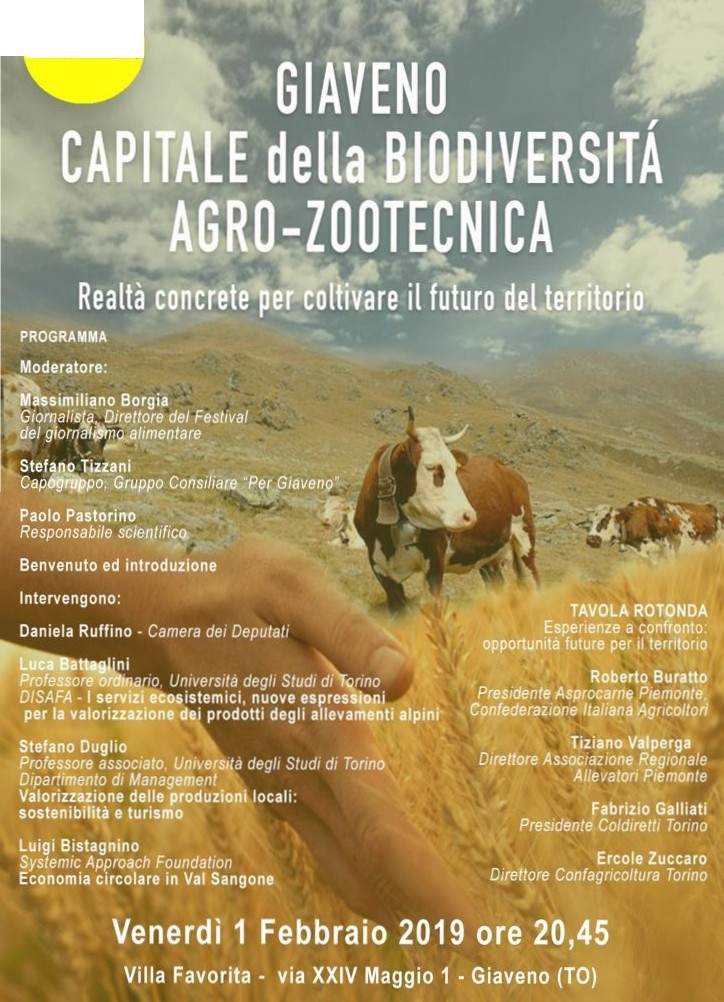 GIAVENO
CAPITALE della BIODIVERSITÁ
AGRO-ZOOTECNICA
Realtà concrete per coltivare il futuro del territorio
PROGRAMMA
Moderatore:
Massimiliano Borgia
Giornalista, Direttore del Festival
del giornalismo alimentare
Stefano Tizzani
Capogruppo, Gruppo Consiliare "Per Giaveno"
Paolo Pastorino
Responsabile scientifico
Benvenuto ed introduzione
Intervengono:
Daniela Ruffino - Camera dei Deputati
Luca Battaglini
Professore ordinario, Università degli Studi di Torino
DISAFA - I servizi ecosistemici, nuove espressioni
per la valorizzazione dei prodotti degli allevamenti alpini
Stefano Duglio
Professore associato, Università degli Studi di Torino
Dipartimento di Management
Valorizzazione delle produzioni locali:
sostenibilità e turismo
Luigi Bistagnino
Systemic Approach Foundation
Economia circolare in Val Sangone
TAVOLA ROTONDA
Esperienze a confronto:
opportunità future per il territorio
Roberto Buratto
Presidente Asprocarne Piemonte,
Confederazione Italiana Agricoltori
Tiziano Valperga
Direttore Associazione Regionale
Allevatori Piemonte
Fabrizio Galliati
Presidente Coldiretti Torino
Ercole Zuccaro
Direttore Confagricoltura Torino
Venerdì 1 Febbraio 2019 ore 20,45
Villa Favorita - via XXIV Maggio 1 - Giaveno (TO)